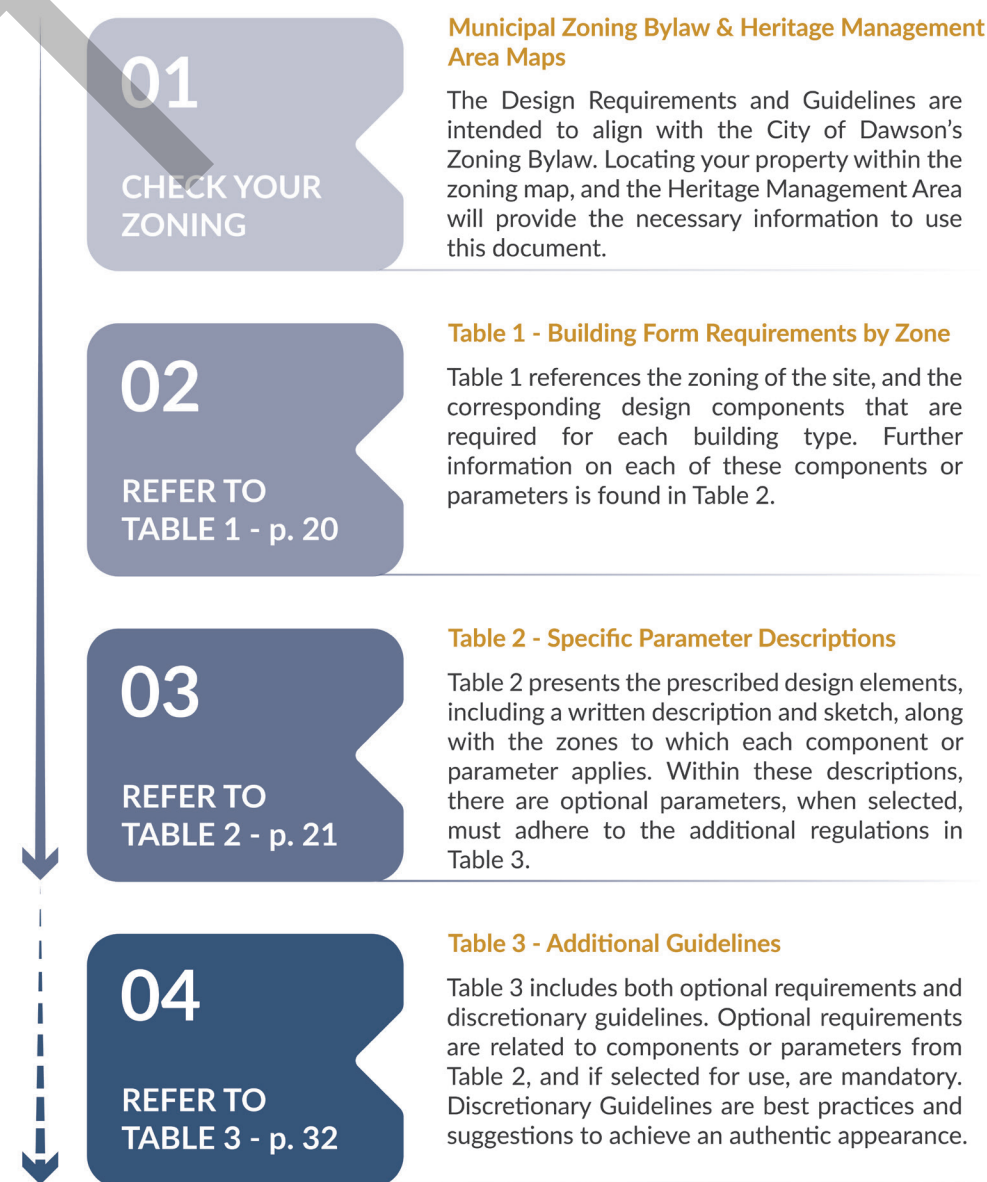 01
CHECK YOUR
ZONING
Municipal Zoning Bylaw & Heritage Management
Area Maps
The Design Requirements and Guidelines are
intended to align with the City of Dawson's
Zoning Bylaw. Locating your property within the
zoning map, and the Heritage Management Area
will provide the necessary information to use
this document.
02
REFER TO
TABLE 1 - p. 20
Table 1 - Building Form Requirements by Zone
Table 1 references the zoning of the site, and the
corresponding design components that are
required for each building type. Further
information on each of these components or
parameters is found in Table 2.
03
REFER TO
TABLE 2 - p. 21
Table 2 - Specific Parameter Descriptions
Table 2 presents the prescribed design elements,
including a written description and sketch, along
with the zones to which each component or
parameter applies. Within these descriptions,
there are optional parameters, when selected,
must adhere to the additional regulations in
Table 3.
04
REFER TO
TABLE 3 - p. 32
Table 3 - Additional Guidelines
Table 3 includes both optional requirements and
discretionary guidelines. Optional requirements
are related to components or parameters from
Table 2, and if selected for use, are mandatory.
Discretionary Guidelines are best practices and
suggestions to achieve an authentic appearance.